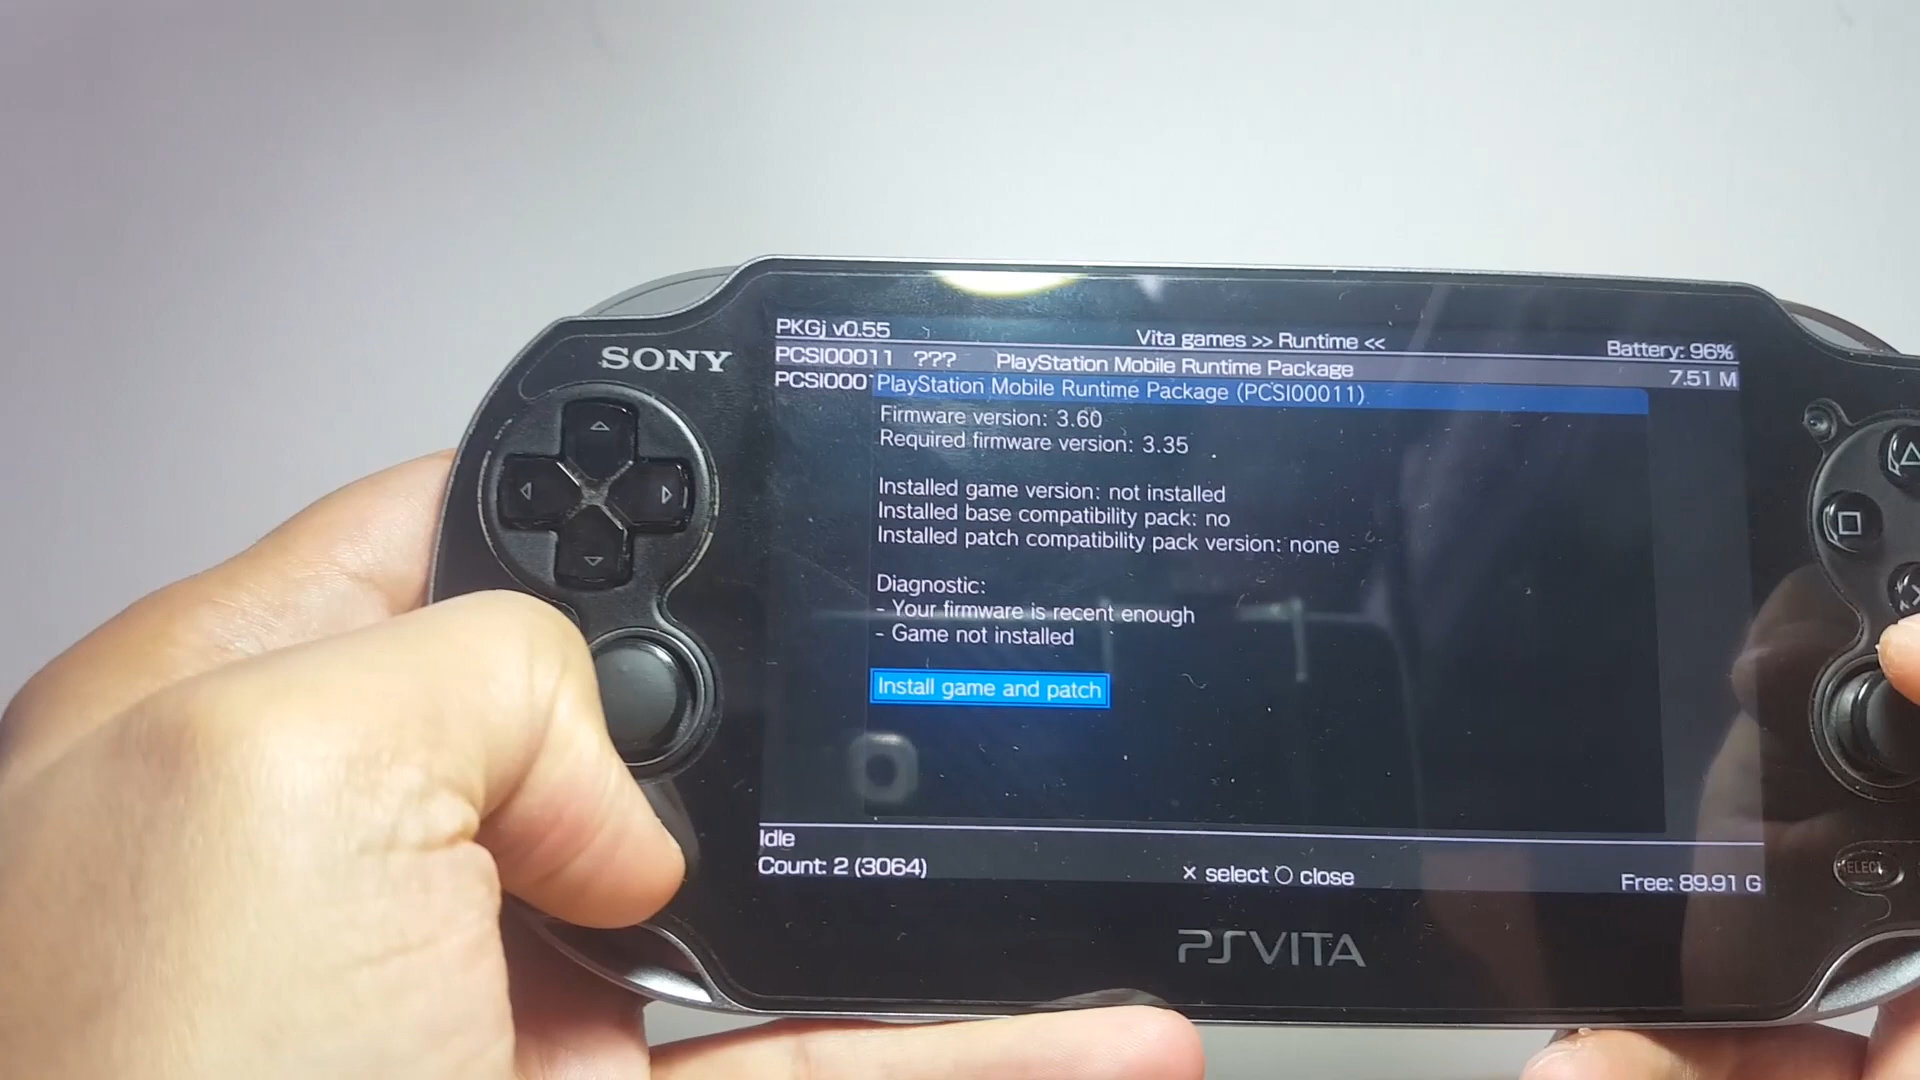 SONY
PKGj v0.55
Vita games >> Runtime <<
Battery: 96%
PCSI00011 ??? PlayStation Mobile Runtime Package
7.51 M
PCSI000
PlayStation Mobile Runtime Package (PCSI00011)
Firmware version: 3.60
Required firmware version: 3.35
Installed game version: not installed
Installed base compatibility pack: no
Installed patch compatibility pack version: none
Diagnostic:
- Your firmware is recent enough
- Game not installed
Install game and patch
Idle
Count: 2 (3064)
X select O close
Free: 89.91 G
SELECT
PSVITA